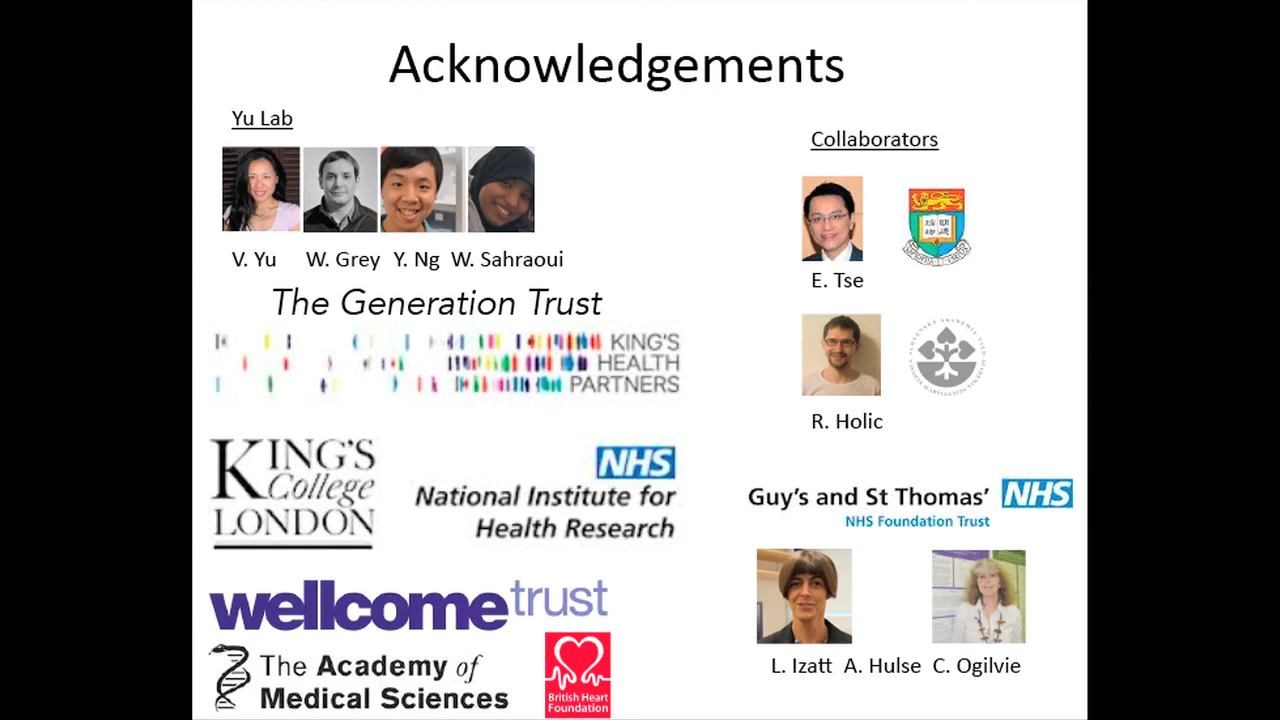 Acknowledgements
Yu Lab
V. Yu W. Grey Y. Ng W. Sahraoui
The Generation Trust
KING'S
HEALTH
PARTNERS
KING'S
College
LONDON
NHS
National Institute for
Health Research
wellcometrust
The Academy of
Medical Sciences
British Heart
Foundation
Collaborators
E. Tse
R. Holic
Guy's and St Thomas' NHS
NHS Foundation Trust
L. Izatt A. Hulse C. Ogilvie